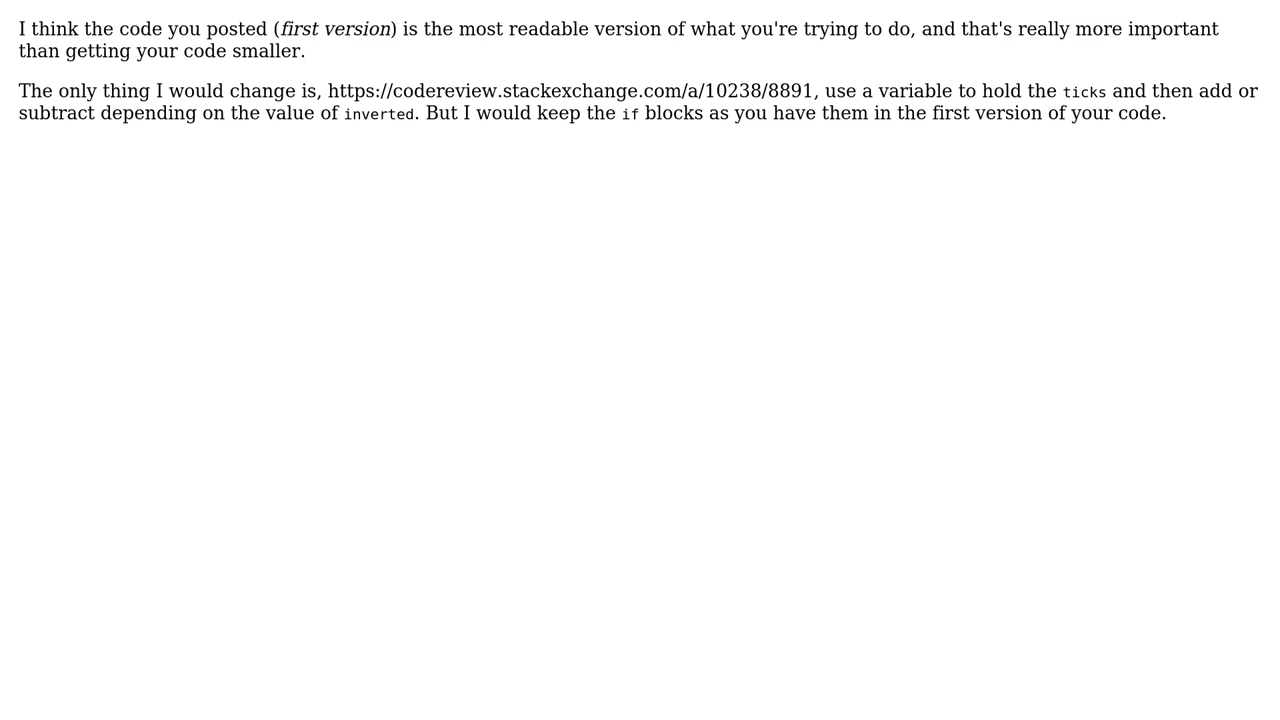 I think the code you posted (first version) is the most readable version of what you're trying to do, and that's really more important
than getting your code smaller.
The only thing I would change is, https://codereview.stackexchange.com/a/10238/8891, use a variable to hold the ticks and then add or
subtract depending on the value of inverted. But I would keep the if blocks as you have them in the first version of your code.